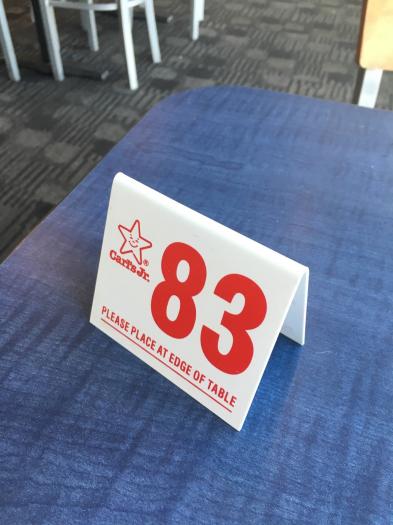 Carl's Jr.®
83
PLEASE PLACE AT EDGE OF TABLE